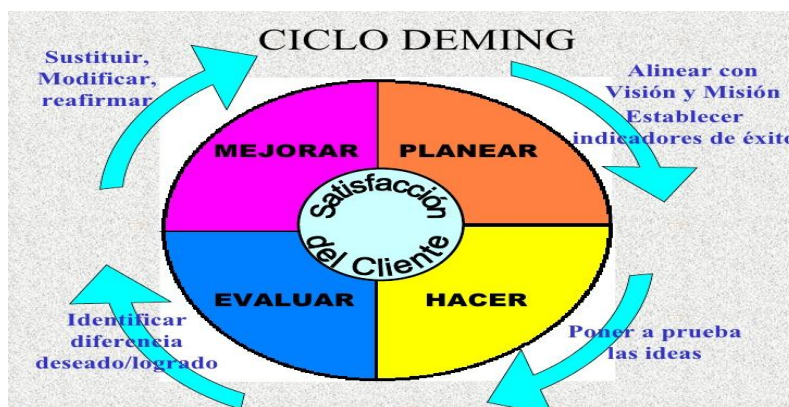 CICLO DEMING
Sustituir,
Modificar,
reafirmar
Alinear con
Visión y Misión
Establecer
indicadores de éxito
MEJORAR
PLANEAR
Satisfacción
del Cliente
EVALUAR
HACER
Identificar
diferencia
deseado/logrado
Poner a prueba
las ideas